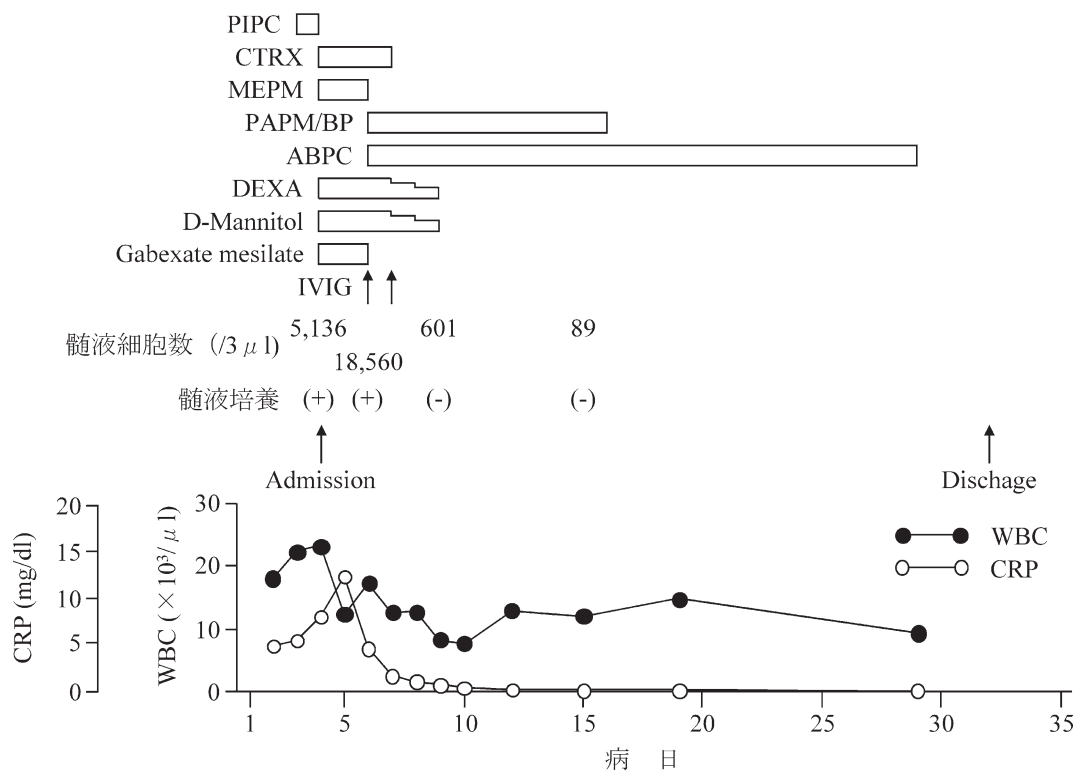 PIPC
CTRX
MEPM
PAPM/BP
ABPC
DEXA
D-Mannitol
Gabexate mesilate
IVIG
髄液細胞数 (/3μl) 5,136 601 89
18,560
髄液培養 (+) (+) (-) (-)
Admission Dischage
CRP (mg/dl)
20
15
10
5
0
WBC (×10³/μl)
30
20
10
0
WBC
CRP
1 5 10 15 20 25 30 35
病 日